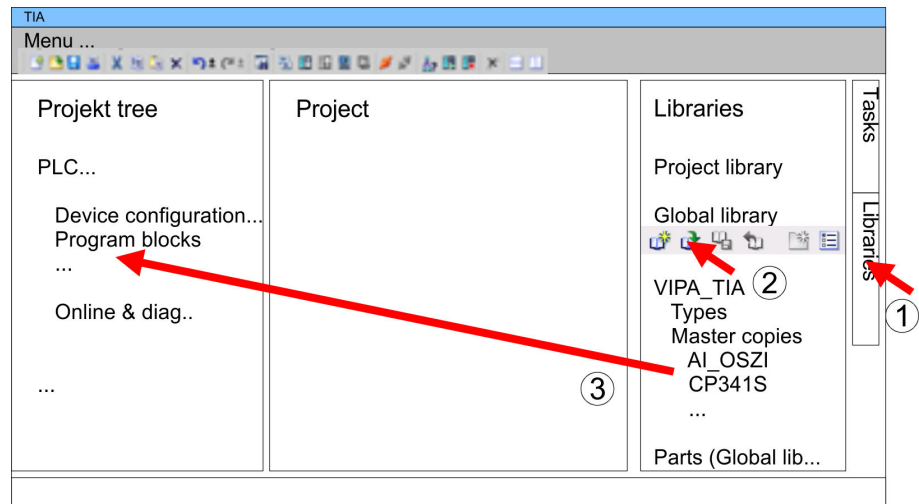 TIA
Menu ...
Projekt tree
PLC...
Device configuration...
Program blocks
...
Online & diag..
...
Project
③
Libraries
Project library
Global library
②
VIPA_TIA
Types
Master copies
AI_OSZI
CP341S
...
Parts (Global lib...
Tasks
Libraries
①